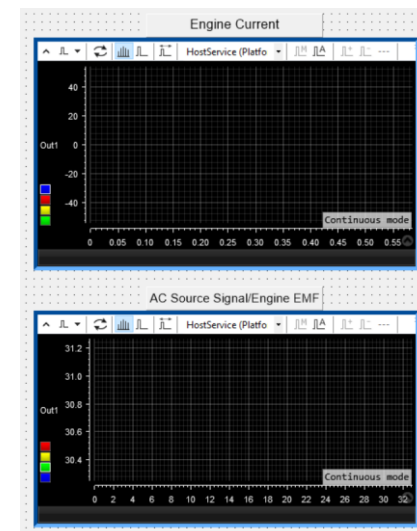 Engine Current
HostService (Platfo
40
20
Out1 0
-20
-40
Continuous mode
0 0.05 0.10 0.15 0.20 0.25 0.30 0.35 0.40 0.45 0.50 0.55
AC Source Signal/Engine EMF
HostService (Platfo
31.2
31.0
Out1 30.8
30.6
30.4
Continuous mode
0 2 4 6 8 10 12 14 16 18 20 22 24 26 28 30 32